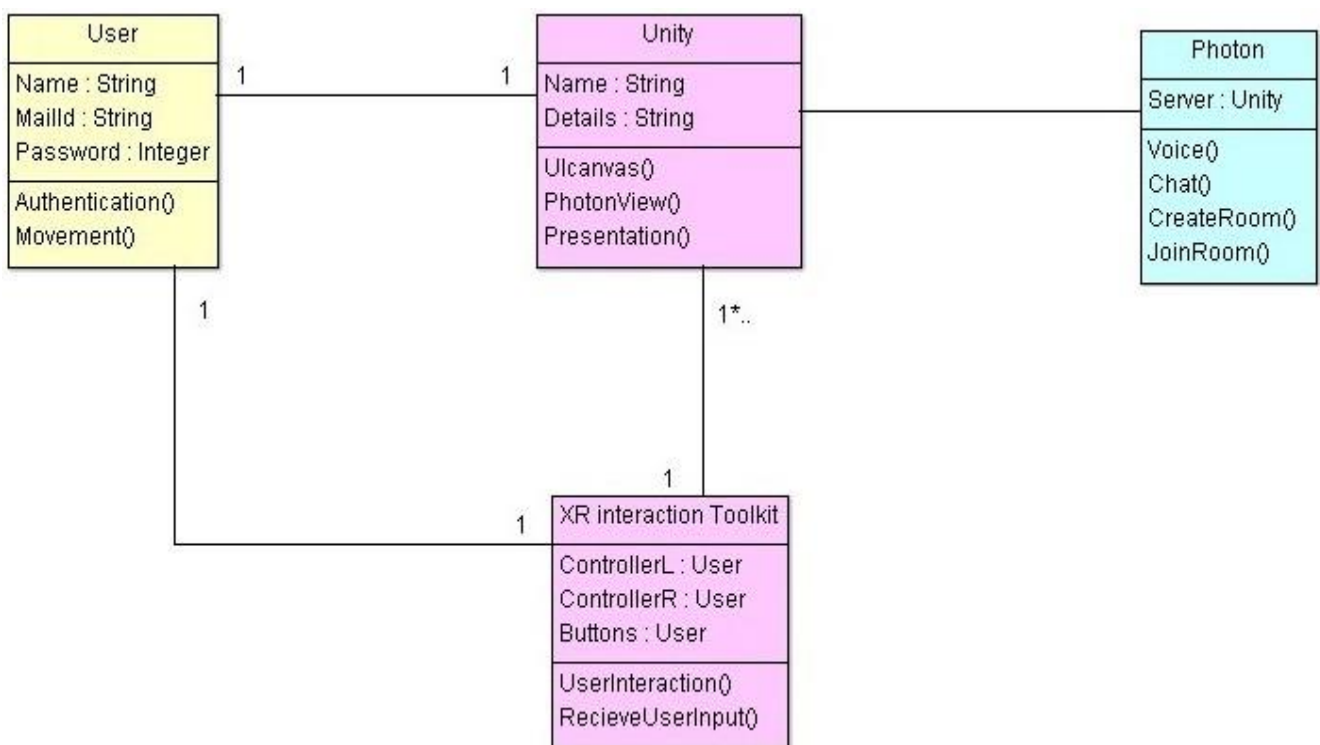 User
Name : String
MailId : String
Password : Integer
Authentication()
Movement()
1
1
Unity
Name : String
Details : String
UIcanvas()
PhotonView()
Presentation()
Photon
Server : Unity
Voice()
Chat()
CreateRoom()
JoinRoom()
1
1*..
1
1
XR interaction Toolkit
ControllerL : User
ControllerR : User
Buttons : User
UserInteraction()
RecieveUserInput()